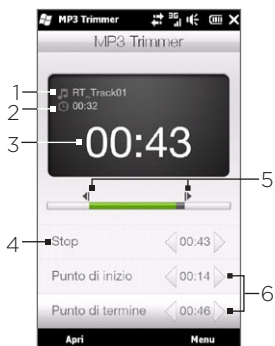 MP3 Trimmer 3G
MP3 Trimmer
1 RT_Track01
2 00:32
3 00:43
5
4 Stop 00:43
Punto di inizio 00:14
6
Punto di termine 00:46
Apri Menu